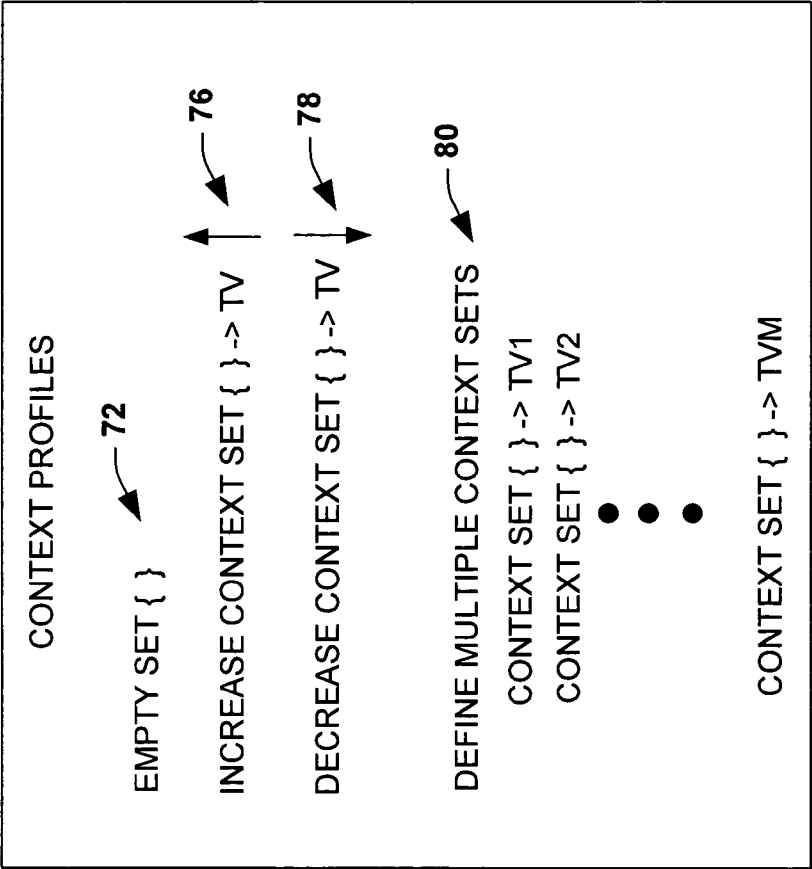 CONTEXT PROFILES
72
EMPTY SET { }
76
INCREASE CONTEXT SET { } -> TV
78
DECREASE CONTEXT SET { } -> TV
80
DEFINE MULTIPLE CONTEXT SETS
CONTEXT SET { } -> TV1
CONTEXT SET { } -> TV2
CONTEXT SET { } -> TVM